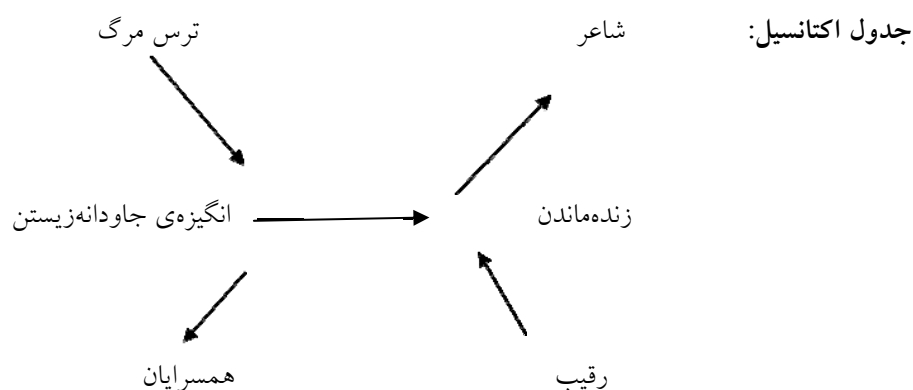 جدول اکتانسیل: شاعر ترس مرگ
زنده‌ماندن انگیزه‌ی جاودانه‌زیستن
رقیب همسرایان